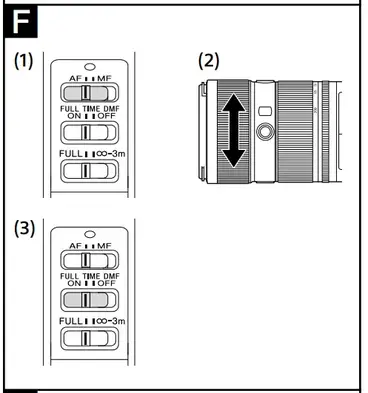 F
(1)
AF MF
FULL TIME DMF
ON OFF
FULL ∞-3m
(2)
(3)
AF MF
FULL TIME DMF
ON OFF
FULL ∞-3m